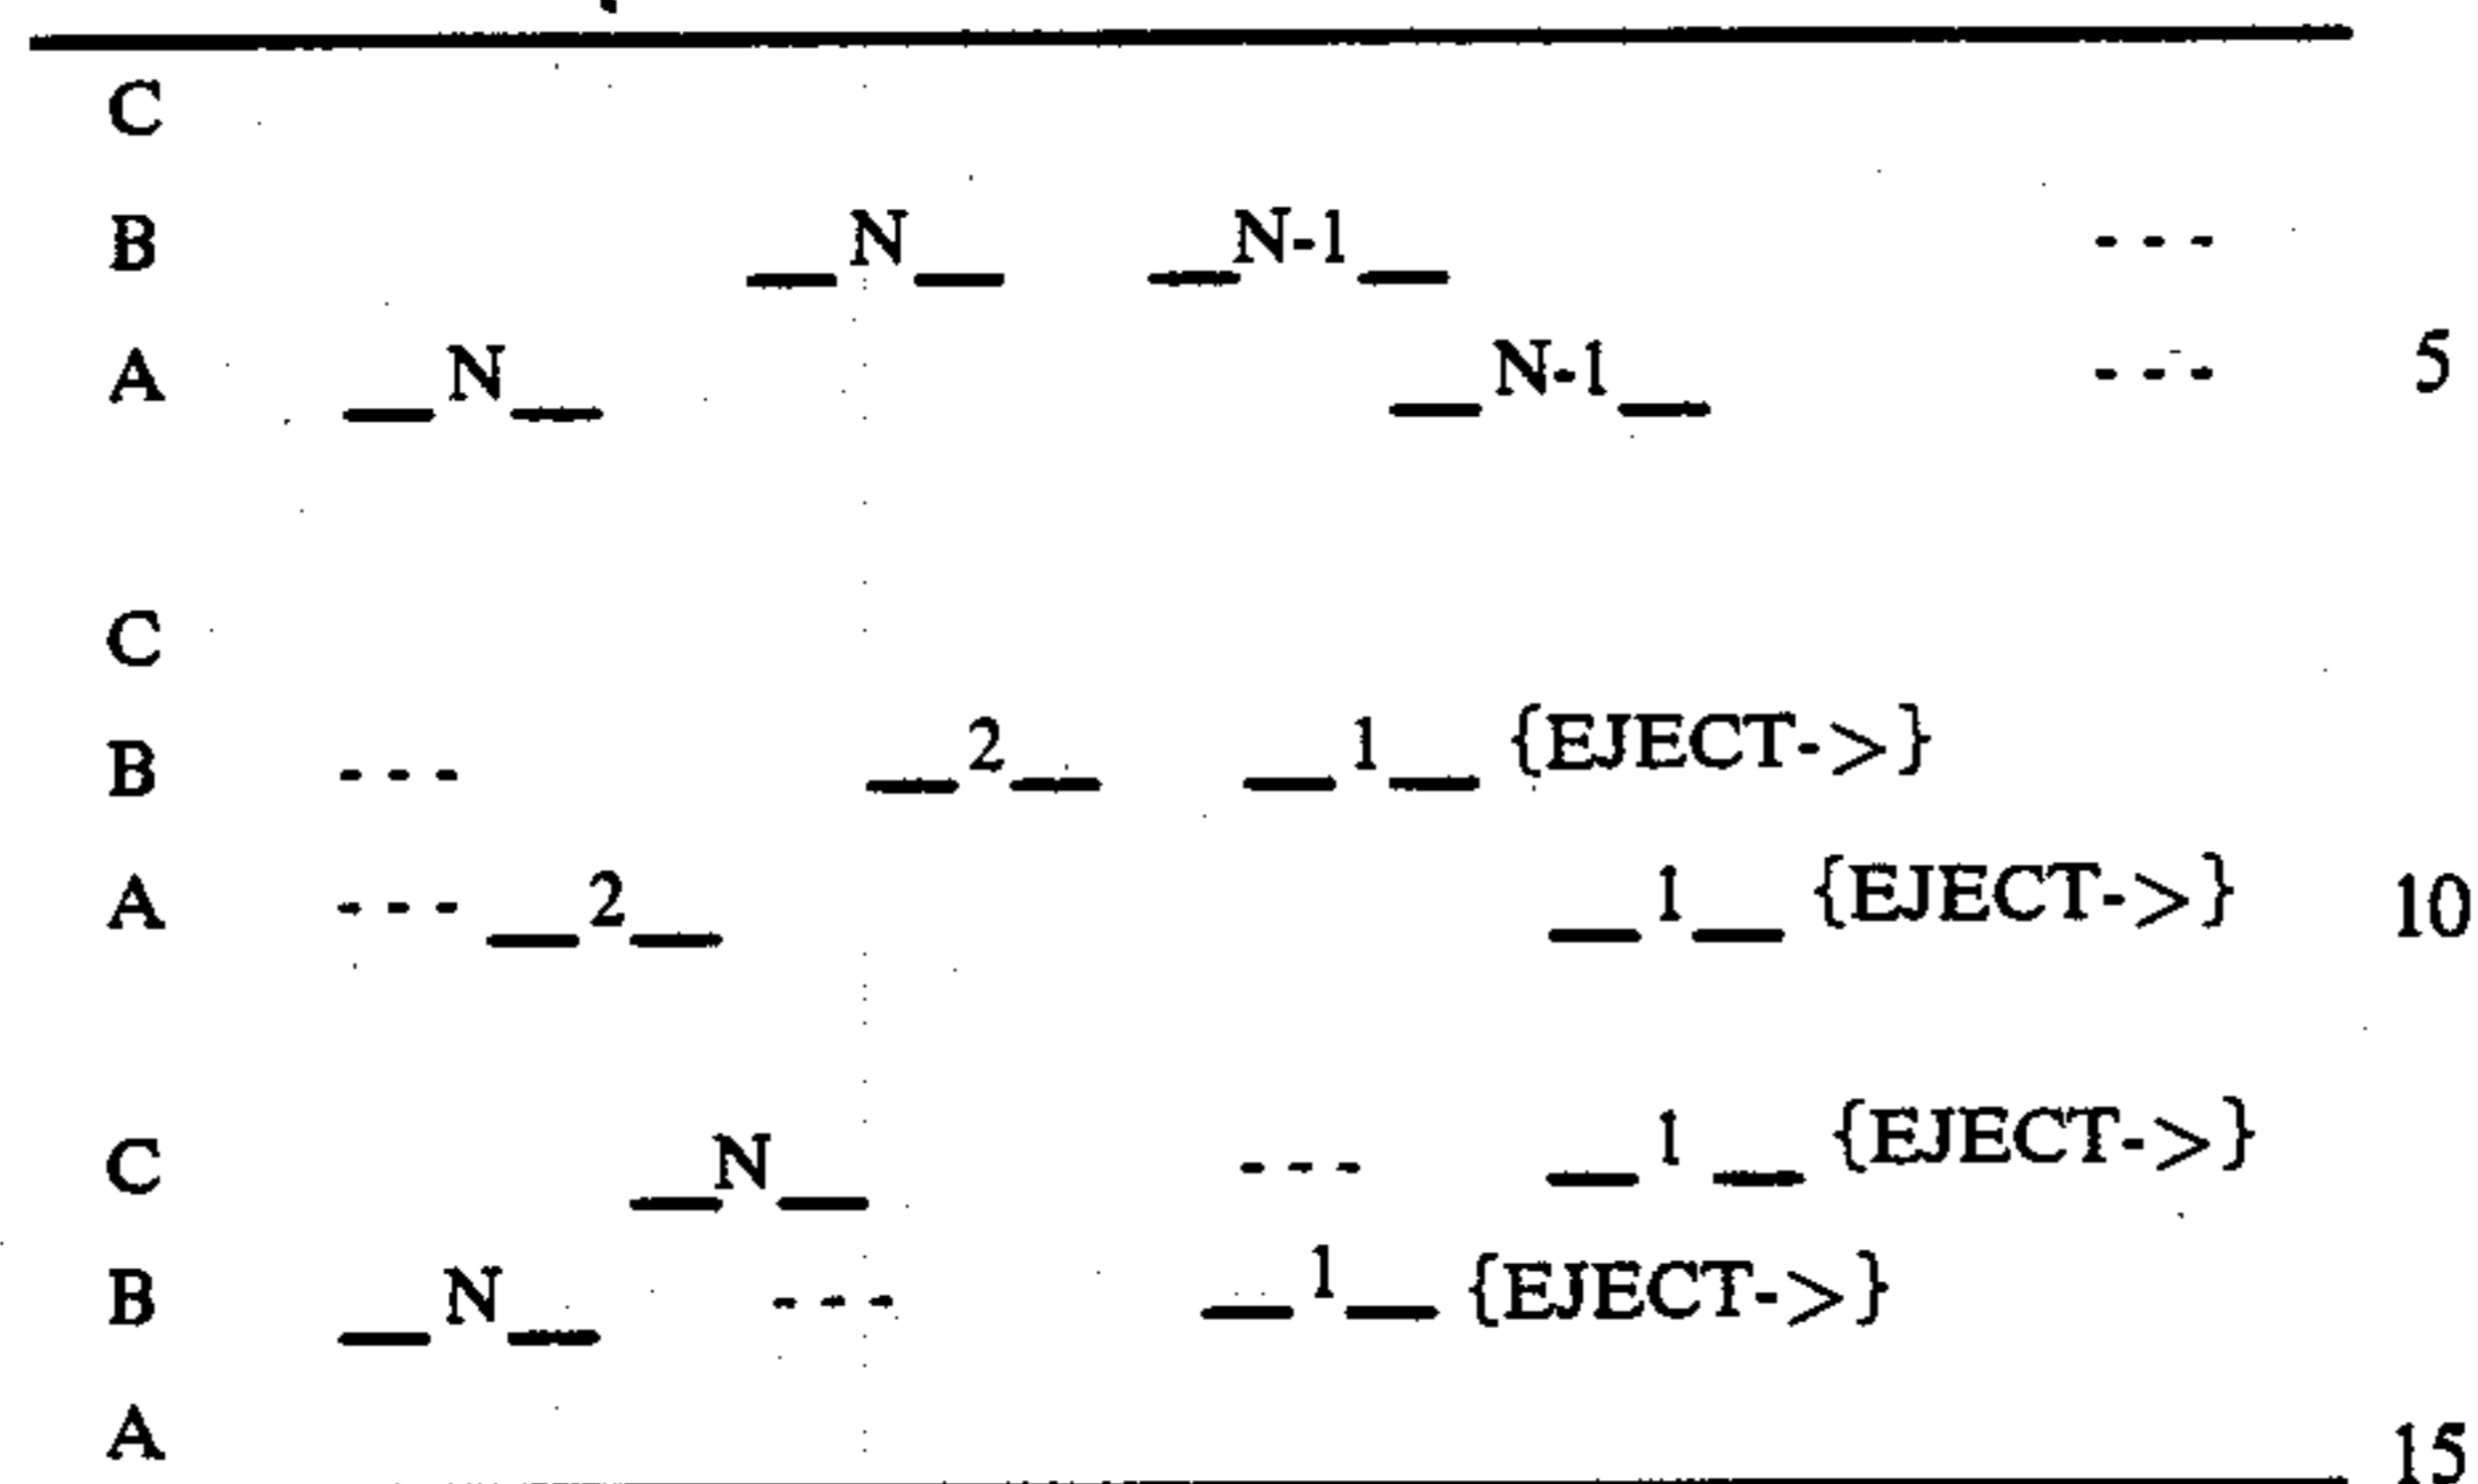 C
B __N__ __N-1__ - - -
A __N__ __N-1__ - - - 5
C
B - - - __2__ __1__ {EJECT->}
A - - - __2__ __1__ {EJECT->} 10
C __N__ - - - __1__ {EJECT->}
B __N__ - - - __1__ {EJECT->}
A 15